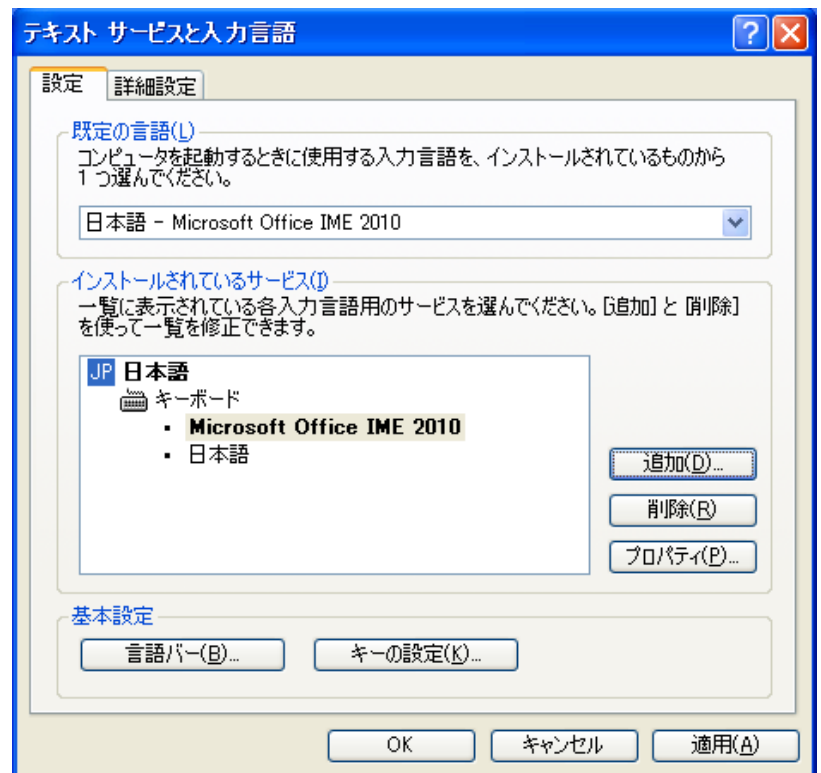 テキスト サービスと入力言語
設定
詳細設定
既定の言語(L)
コンピュータを起動するときに使用する入力言語を、インストールされているものから
1 つ選んでください。
日本語 - Microsoft Office IME 2010
インストールされているサービス(I)
一覧に表示されている各入力言語用のサービスを選んでください。[追加] と [削除]
を使って一覧を修正できます。
JP 日本語
キーボード
▪ Microsoft Office IME 2010
▪ 日本語
追加(D)...
削除(R)
プロパティ(P)...
基本設定
言語バー(B)...
キーの設定(K)...
OK
キャンセル
適用(A)